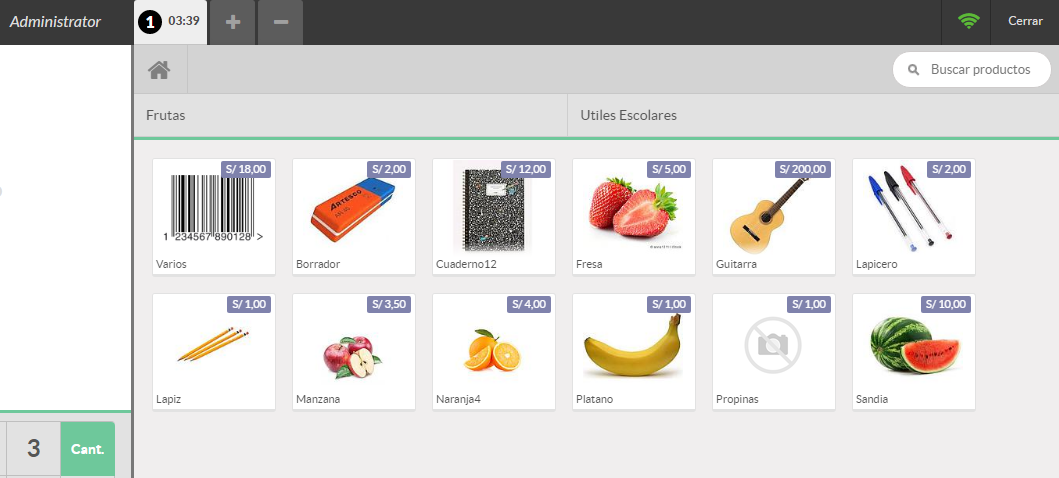 Administrator
1 03:39
Cerrar
Buscar productos
Frutas
Utiles Escolares
S/ 18,00
1 234567 890128 >
Varios
S/ 2,00
ARTESCO
Borrador
S/ 12,00
Cuaderno12
S/ 5,00
Fresa
S/ 200,00
Guitarra
S/ 2,00
Lapicero
S/ 1,00
Lapiz
S/ 3,50
Manzana
S/ 4,00
Naranja4
S/ 1,00
Platano
S/ 1,00
Propinas
S/ 10,00
Sandia
3
Cant.